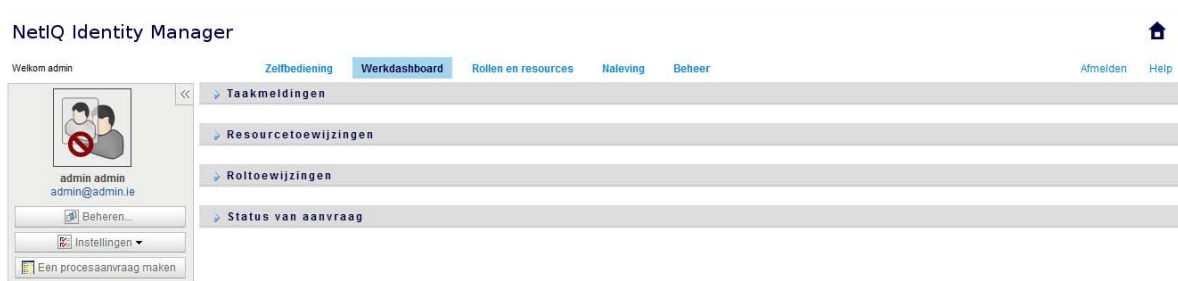 NetIQ Identity Manager
Welkom admin
Zelfbediening Werkdashboard Rollen en resources Naleving Beheer Afmelden Help
Taakmeldingen
Resourcetoewijzingen
Roltoewijzingen
Status van aanvraag
admin admin
admin@admin.ie
Beheren...
Instellingen
Een procesaanvraag maken